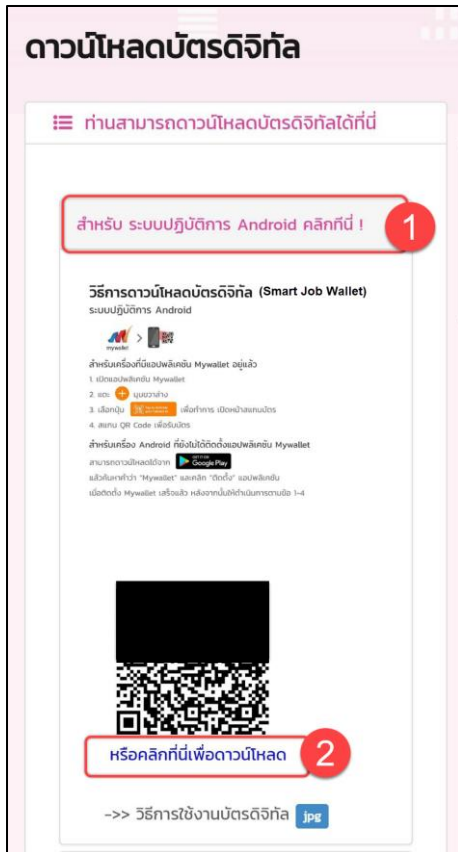 ดาวน์โหลดบัตรดิจิทัล
ท่านสามารถดาวน์โหลดบัตรดิจิทัลได้ที่นี่
สำหรับ ระบบปฏิบัติการ Android คลิกทีนี่ !
1
วิธีการดาวน์โหลดบัตรดิจิทัล (Smart Job Wallet)
ระบบปฏิบัติการ Android
mywallet >
สำหรับเครื่องที่มีแอปพลิเคชัน Mywallet อยู่แล้ว
1. เปิดแอปพลิเคชัน Mywallet
2. แตะ + มุมขวาล่าง
3. เลือกปุ่ม เพื่อทำการ เปิดหน้าสแกนบัตร
4. สแกน QR Code เพื่อรับบัตร
สำหรับเครื่อง Android ที่ยังไม่ได้ติดตั้งแอปพลิเคชัน Mywallet
สามารถดาวน์โหลดได้จาก Google Play
แล้วค้นหาคำว่า "Mywallet" และคลิก "ติดตั้ง" แอปพลิเคชัน
เมื่อติดตั้ง Mywallet เสร็จแล้ว หลังจากนั้นให้ดำเนินการตามข้อ 1-4
หรือคลิกที่นี่เพื่อดาวน์โหลด
2
->> วิธีการใช้งานบัตรดิจิทัล jpg